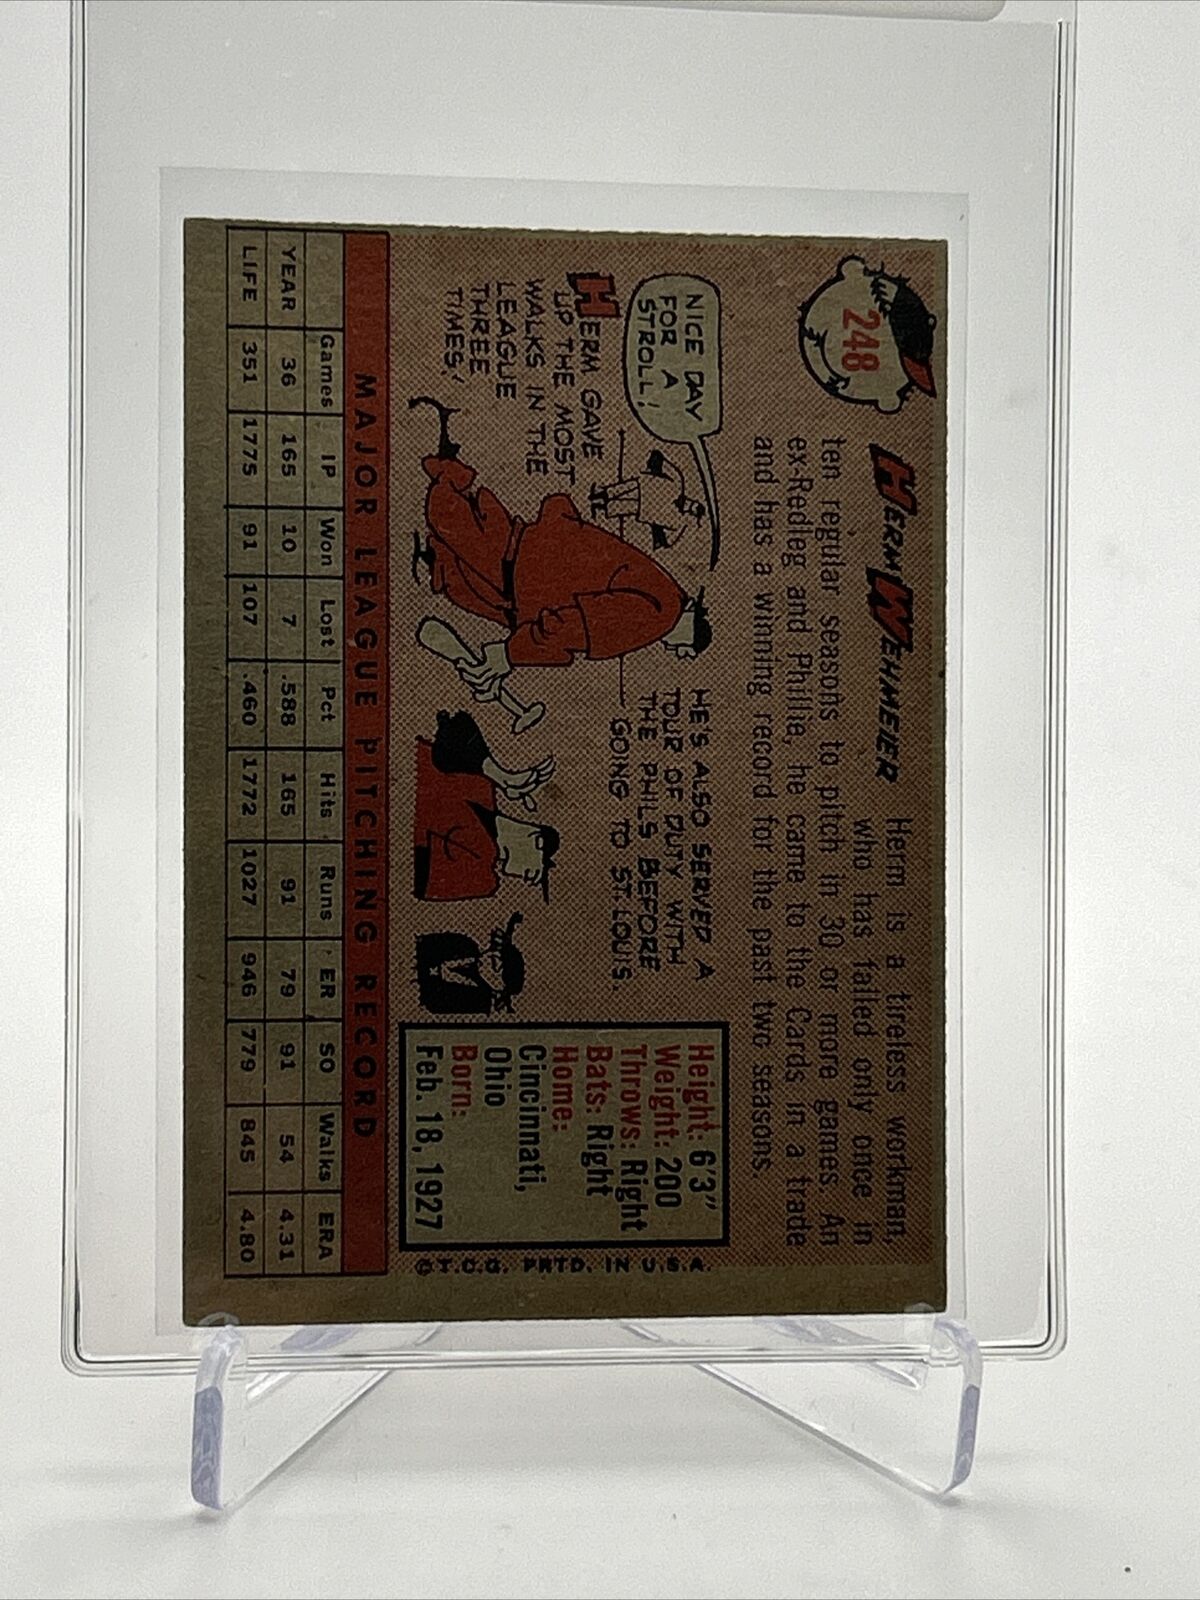 248
HERM WEHMEIER
Herm is a tireless workman,
who has failed only once in
ten regular seasons to pitch in 30 or more games. An
ex-Redleg and Phillie, he came to the Cards in a trade
and has a winning record for the past two seasons.
NICE DAY
FOR A
STROLL!
HERM GAVE
UP THE MOST
WALKS IN THE
LEAGUE
THREE
TIMES!
HE'S ALSO SERVED A
TOUR OF DUTY WITH
THE PHILS BEFORE
GOING TO ST. LOUIS.
Height: 6'3"
Weight: 200
Throws: Right
Bats: Right
Home:
Cincinnati,
Ohio
Born:
Feb. 18, 1927
© T.C.G. PRTD. IN U.S.A.
MAJOR LEAGUE PITCHING RECORD
Games IP Won Lost Pct Hits Runs ER SO Walks ERA
YEAR 36 165 10 7 .588 165 91 79 91 54 4.31
LIFE 351 1775 91 107 .460 1772 1027 946 779 845 4.80